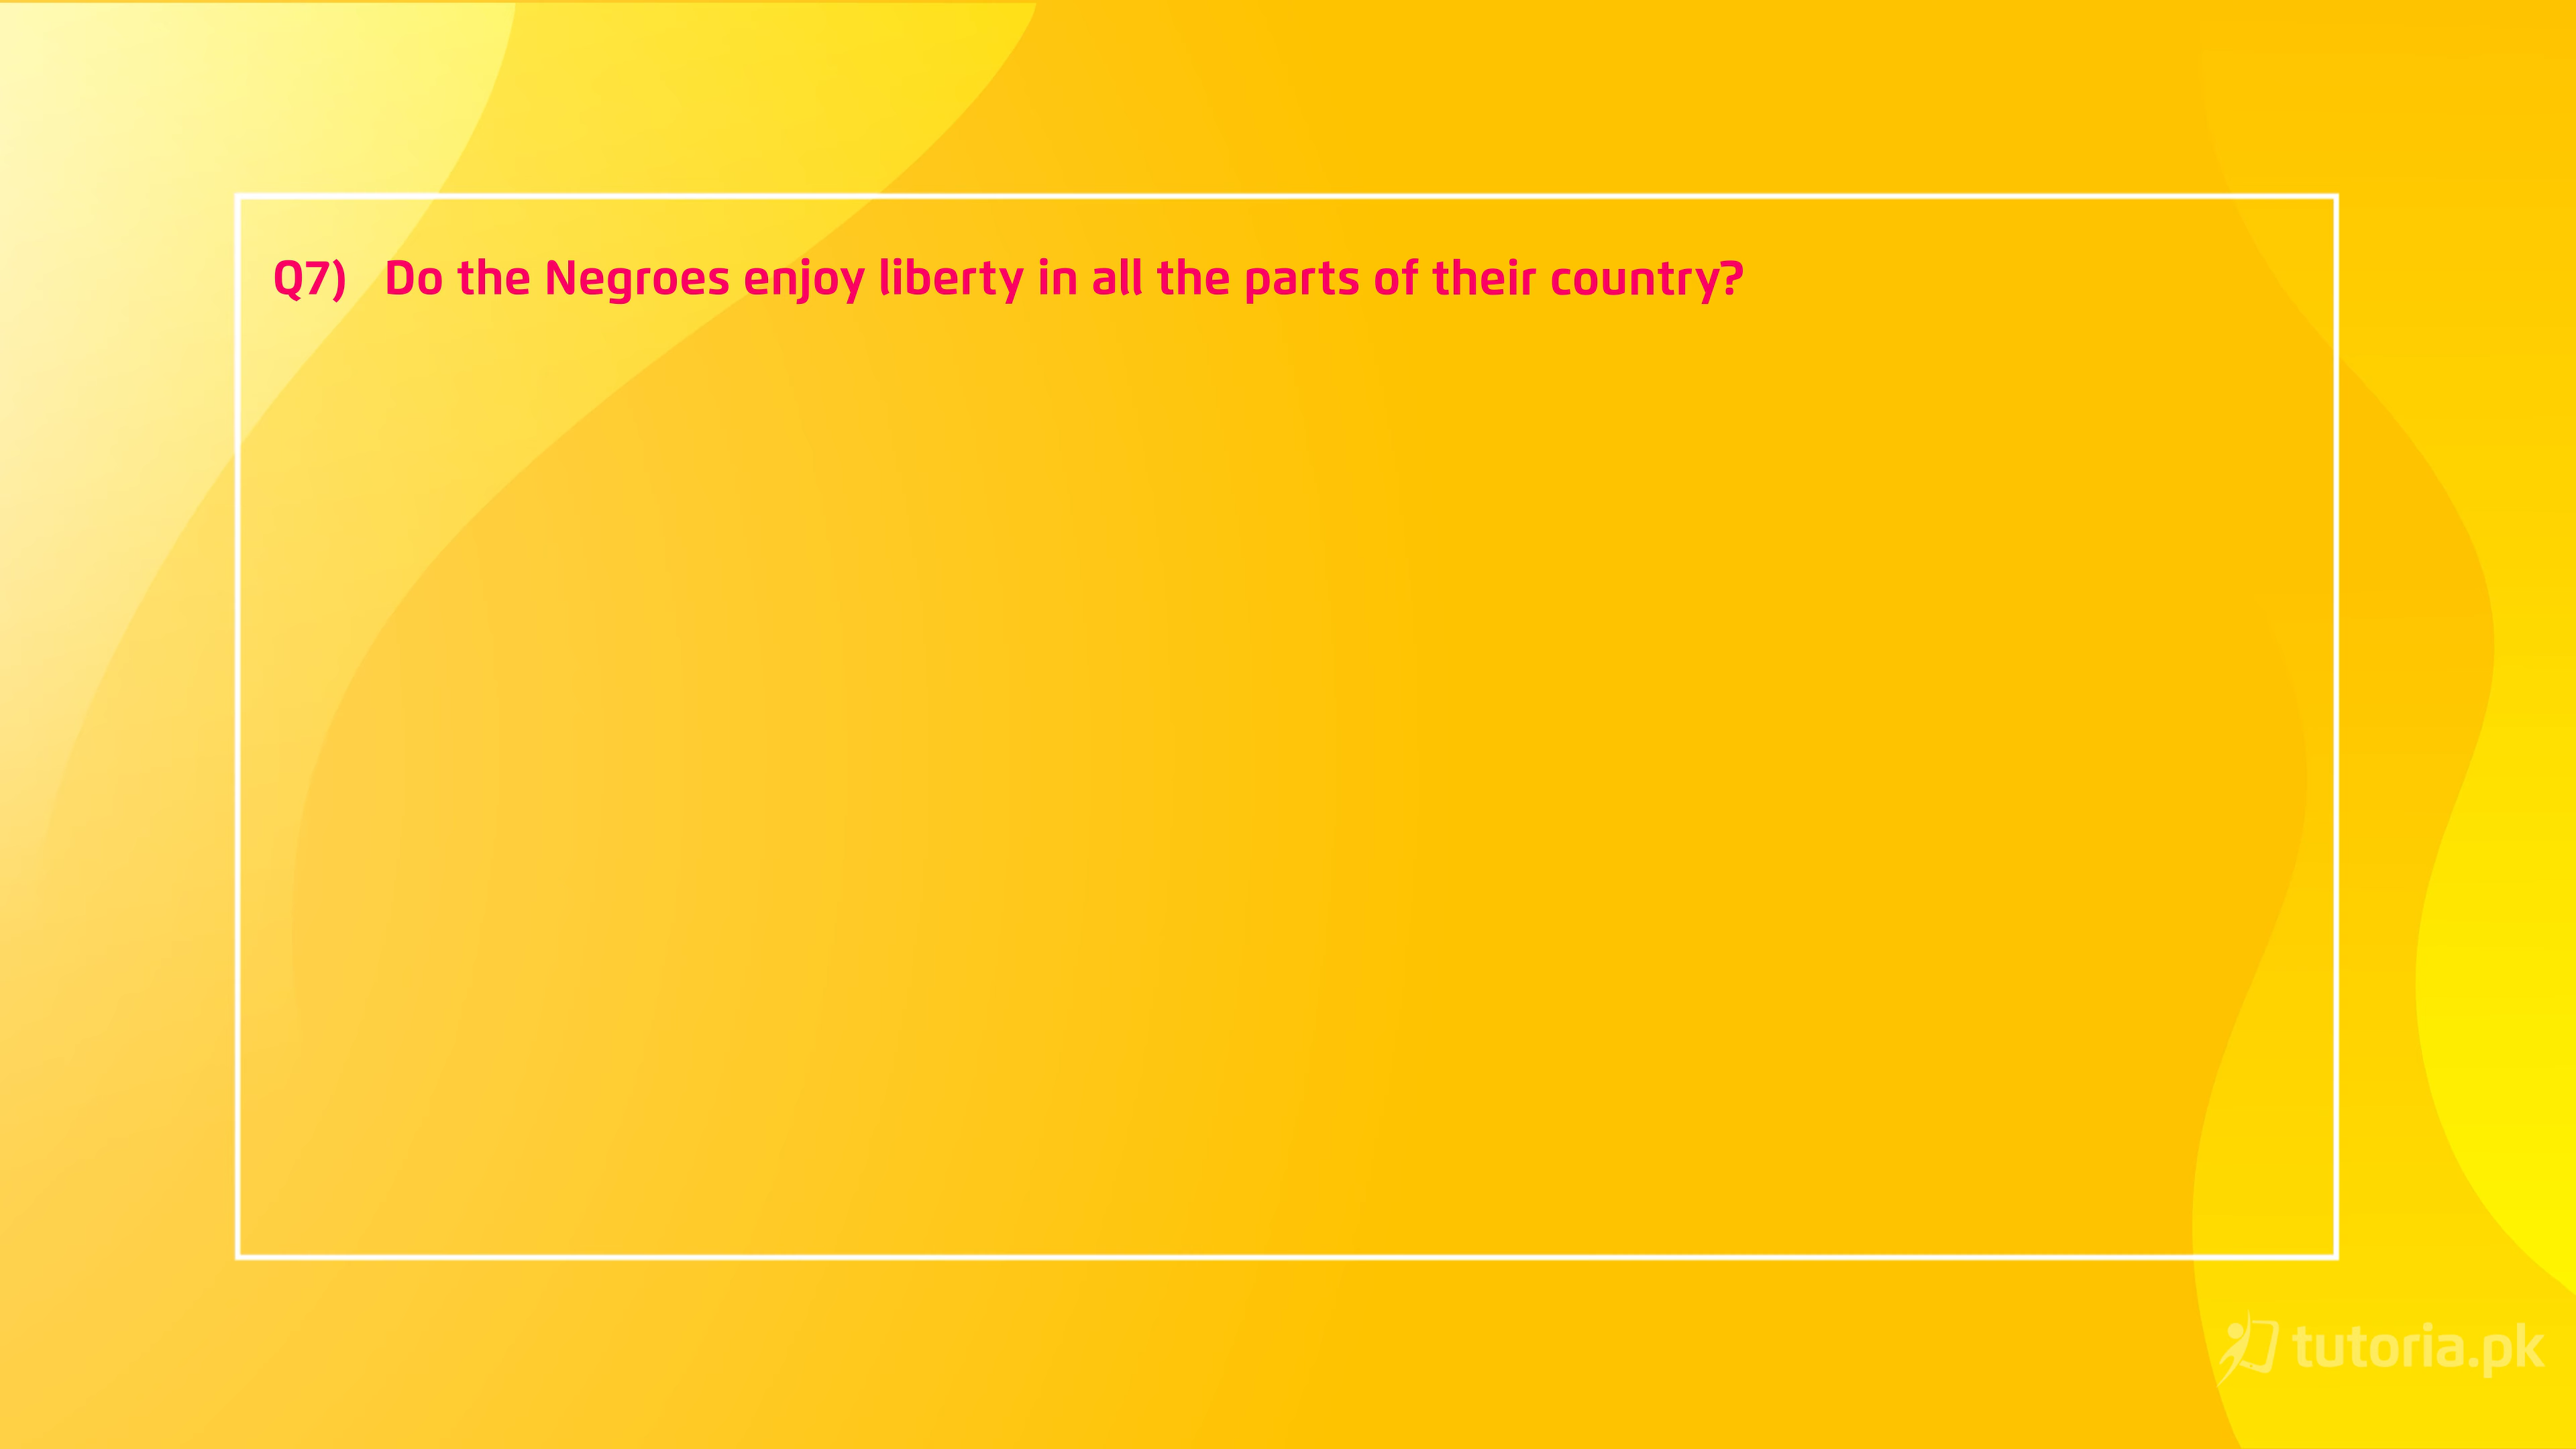 Q7) Do the Negroes enjoy liberty in all the parts of their country?
tutoria.pk